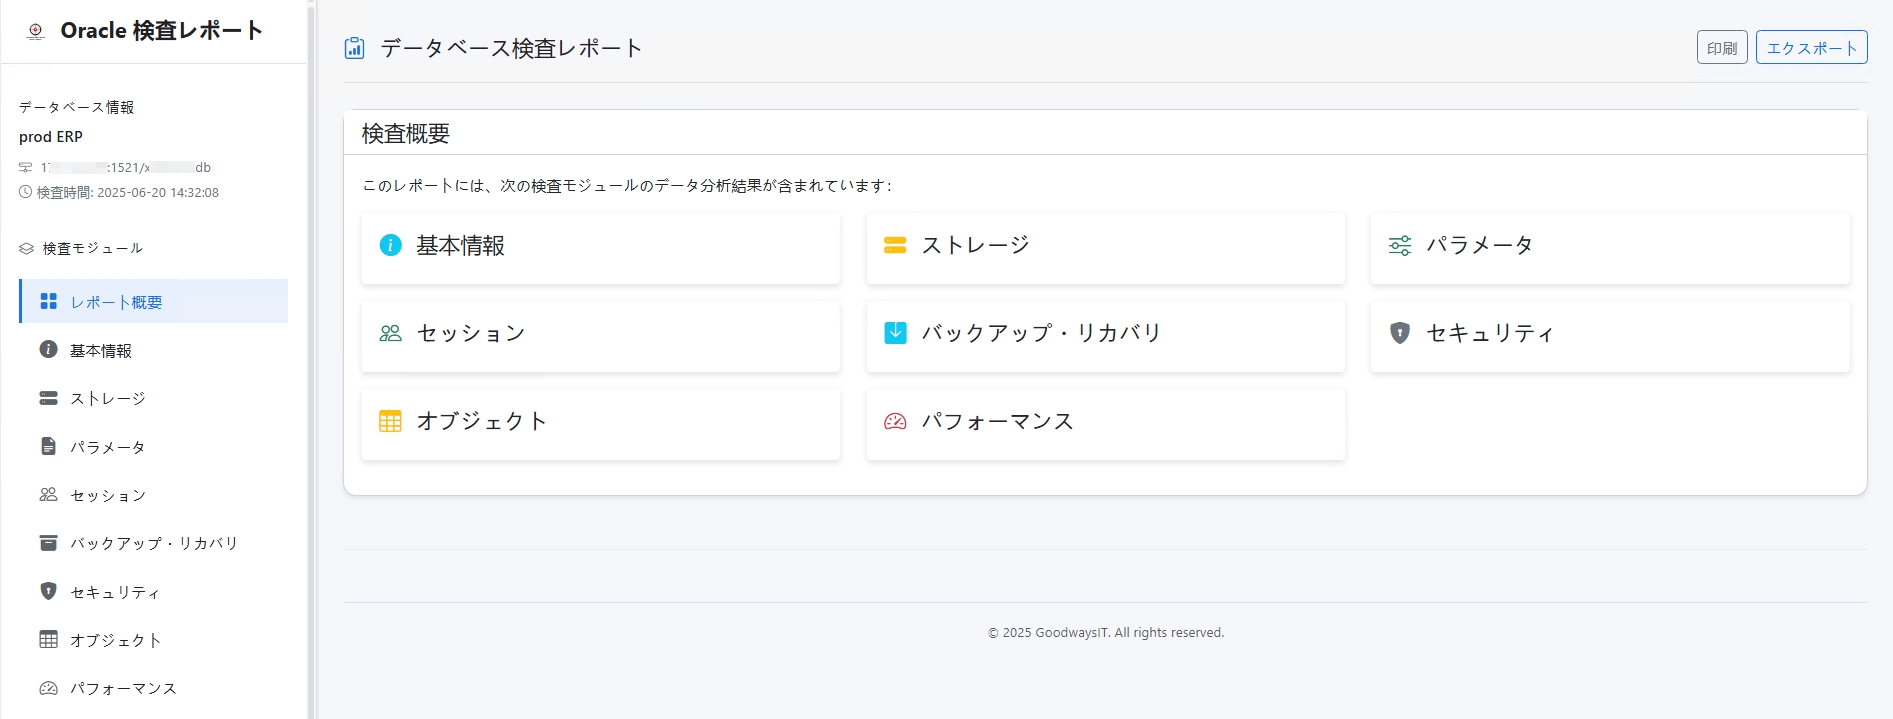 Oracle 検査レポート
データベース情報
prod ERP
:1521/x db
検査時間: 2025-06-20 14:32:08
検査モジュール
レポート概要
基本情報
ストレージ
パラメータ
セッション
バックアップ・リカバリ
セキュリティ
オブジェクト
パフォーマンス
データベース検査レポート
印刷
エクスポート
検査概要
このレポートには、次の検査モジュールのデータ分析結果が含まれています:
基本情報
ストレージ
パラメータ
セッション
バックアップ・リカバリ
セキュリティ
オブジェクト
パフォーマンス
© 2025 GoodwaysIT. All rights reserved.